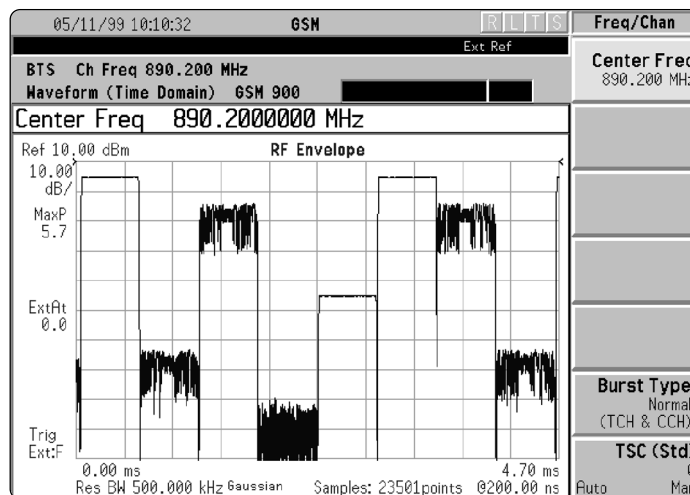 05/11/99 10:10:32 GSM R L T S Freq/Chan
Ext Ref
Center Freq
890.200 MHz
BTS Ch Freq 890.200 MHz
Waveform (Time Domain) GSM 900
Center Freq 890.2000000 MHz
Ref 10.00 dBm RF Envelope
10.00
dB/
MaxP
5.7
ExtAt
0.0
Trig
Ext:F
0.00 ms 4.70 ms
Res BW 500.000 kHz Gaussian Samples: 23501points @200.00 ns
Burst Type
Normal
(TCH & CCH)
TSC (Std)
Auto Ma